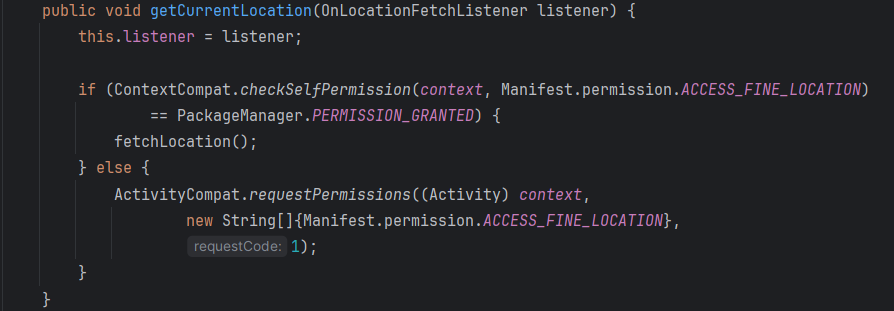 public void getCurrentLocation(OnLocationFetchListener listener) {
this.listener = listener;
if (ContextCompat.checkSelfPermission(context, Manifest.permission.ACCESS_FINE_LOCATION)
== PackageManager.PERMISSION_GRANTED) {
fetchLocation();
} else {
ActivityCompat.requestPermissions((Activity) context,
new String[]{Manifest.permission.ACCESS_FINE_LOCATION},
requestCode: 1);
}
}